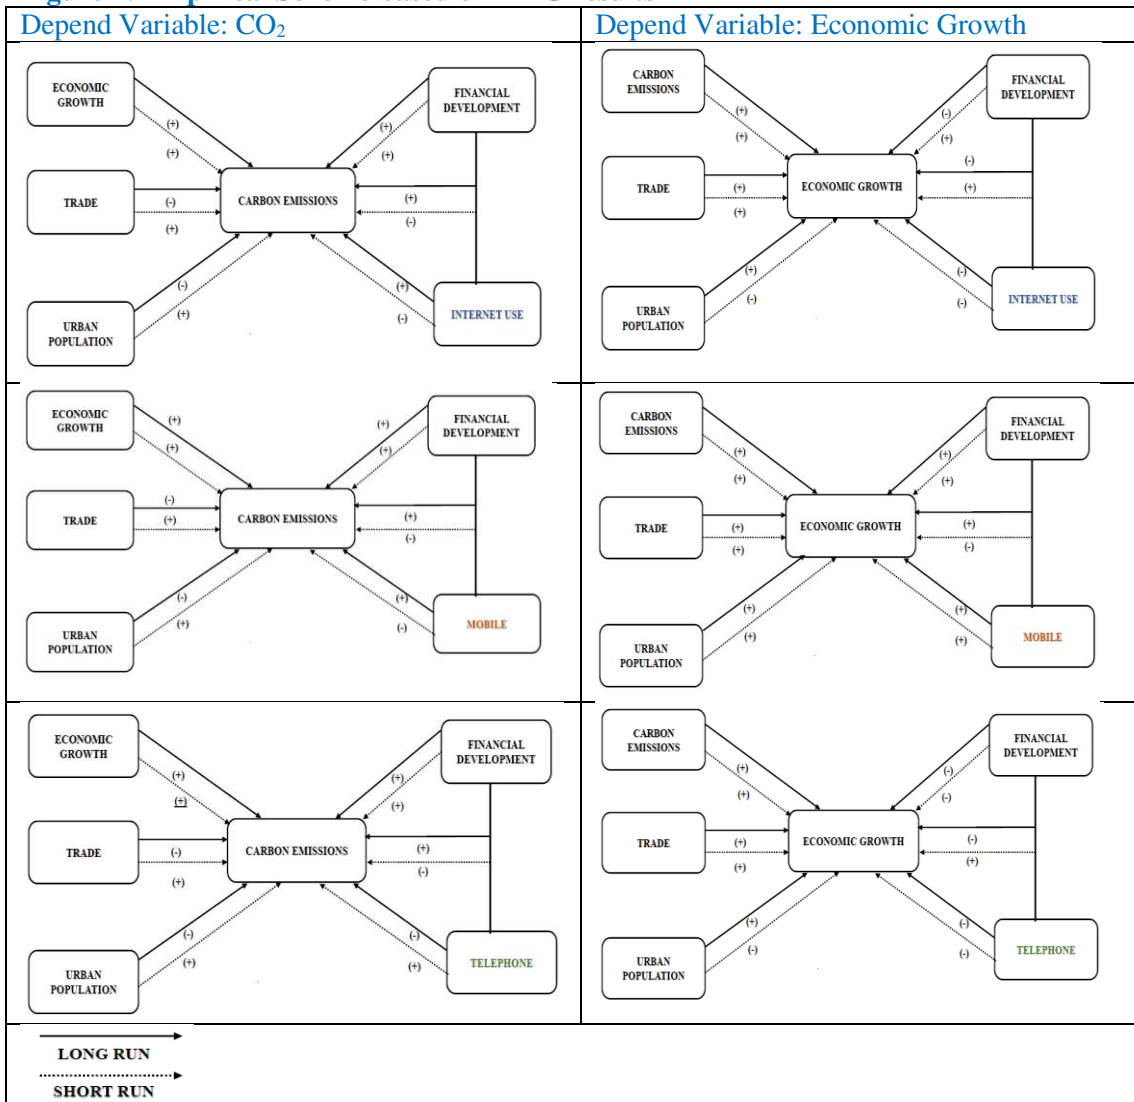 Depend Variable: CO₂
Depend Variable: Economic Growth
ECONOMIC
GROWTH
FINANCIAL
DEVELOPMENT
(+)
(+)
(+)
(+)
TRADE
(-)
(+)
CARBON EMISSIONS
(+)
(-)
URBAN
POPULATION
(-)
(+)
(+)
(-)
INTERNET USE
CARBON
EMISSIONS
FINANCIAL
DEVELOPMENT
(+)
(+)
(-)
(+)
TRADE
(+)
(+)
ECONOMIC GROWTH
(-)
(+)
URBAN
POPULATION
(+)
(-)
(-)
(-)
INTERNET USE
ECONOMIC
GROWTH
FINANCIAL
DEVELOPMENT
(+)
(+)
(+)
(+)
TRADE
(-)
(+)
CARBON EMISSIONS
(+)
(-)
URBAN
POPULATION
(-)
(+)
(+)
(-)
MOBILE
CARBON
EMISSIONS
FINANCIAL
DEVELOPMENT
(+)
(+)
(+)
(+)
TRADE
(+)
(+)
ECONOMIC GROWTH
(+)
(-)
URBAN
POPULATION
(+)
(+)
(+)
(+)
MOBILE
ECONOMIC
GROWTH
FINANCIAL
DEVELOPMENT
(+)
(+)
(+)
(+)
TRADE
(-)
(+)
CARBON EMISSIONS
(+)
(-)
URBAN
POPULATION
(-)
(+)
(-)
(+)
TELEPHONE
CARBON
EMISSIONS
FINANCIAL
DEVELOPMENT
(+)
(+)
(-)
(-)
TRADE
(+)
(+)
ECONOMIC GROWTH
(-)
(+)
URBAN
POPULATION
(+)
(-)
(-)
(-)
TELEPHONE
LONG RUN
SHORT RUN